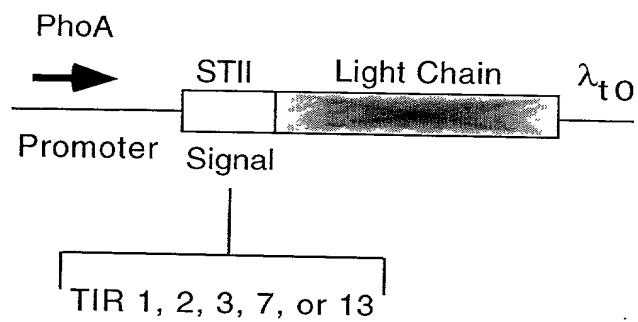 PhoA
STII Light Chain λt0
Promoter Signal
TIR 1, 2, 3, 7, or 13